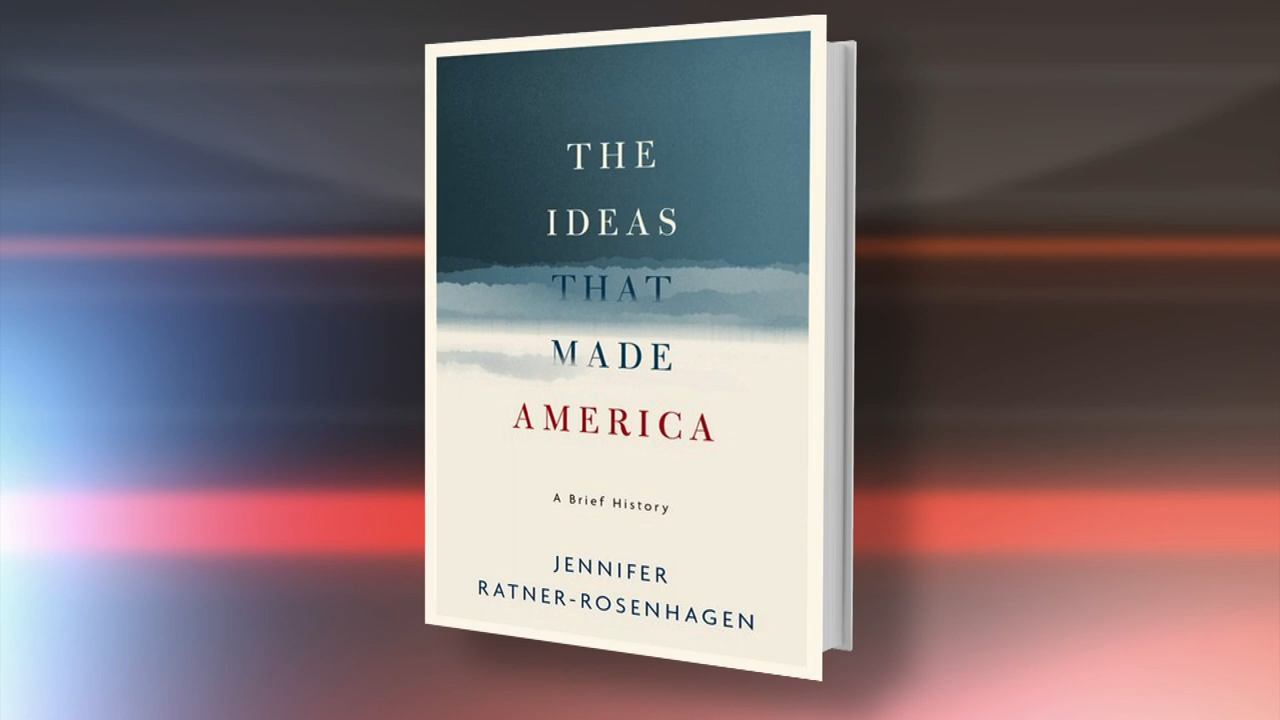 THE
IDEAS
THAT
MADE
AMERICA
A Brief History
JENNIFER
RATNER-ROSENHAGEN